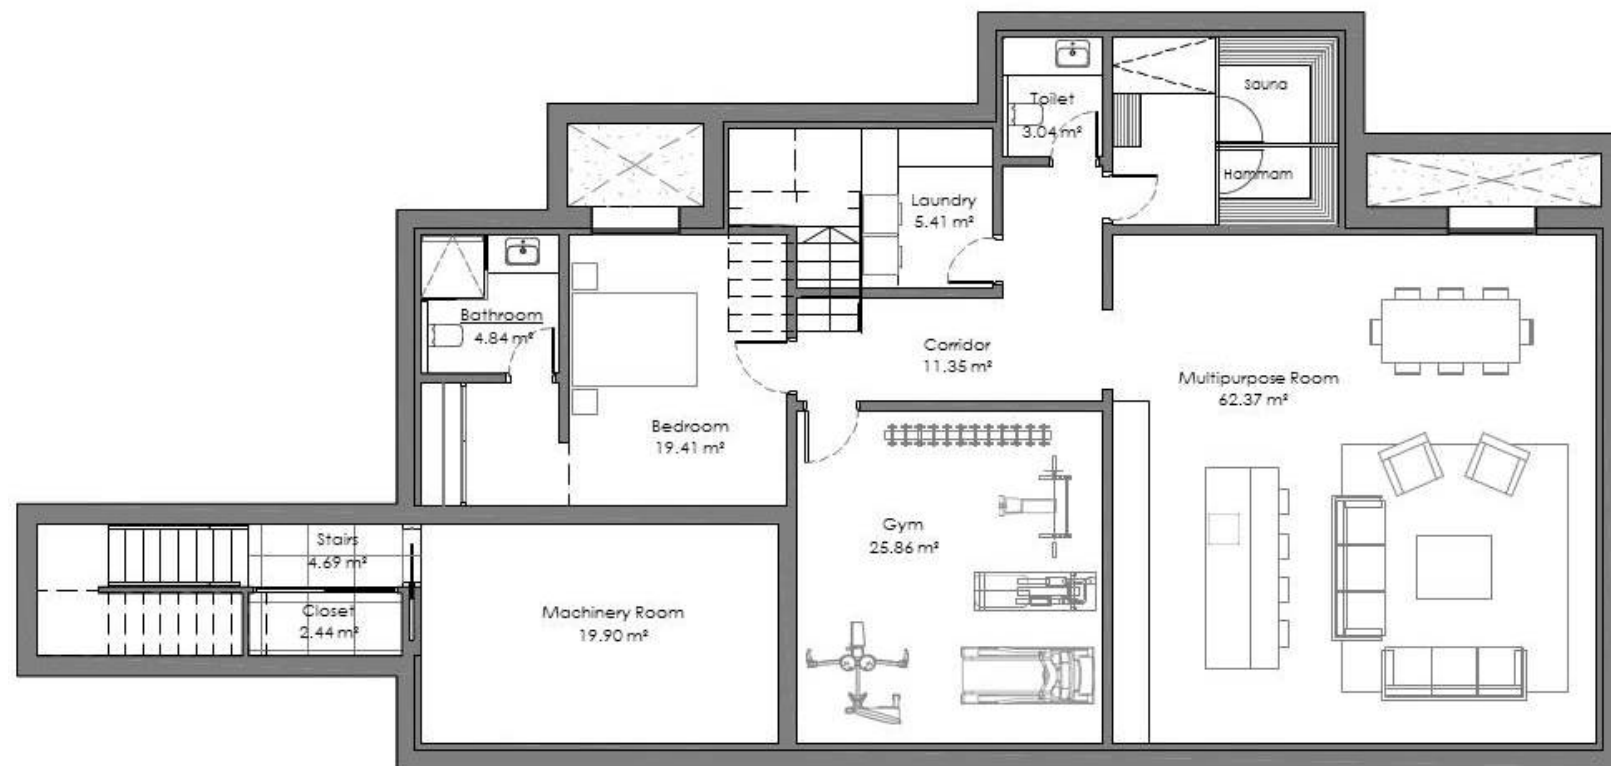 Toilet
3.04 m²
Sauna
Hammam
Laundry
5.41 m²
Bathroom
4.84 m²
Corridor
11.35 m²
Multipurpose Room
62.37 m²
Bedroom
19.41 m²
Gym
25.86 m²
Stairs
4.69 m²
Closet
2.44 m²
Machinery Room
19.90 m²